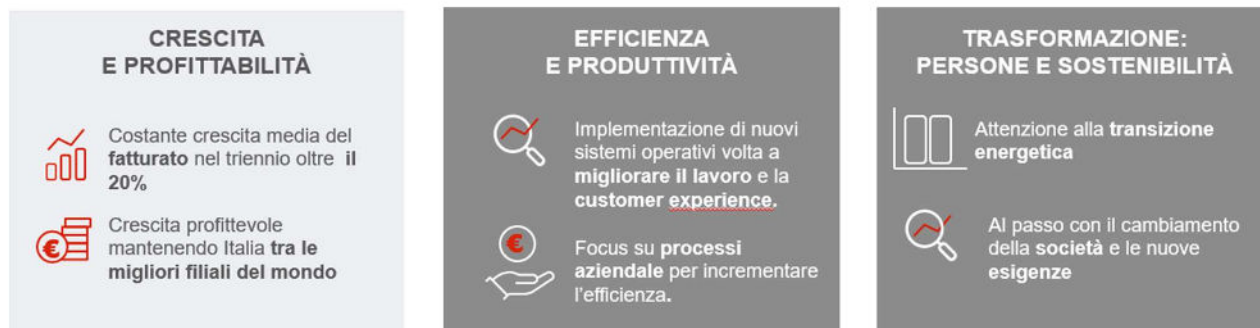 CRESCITA
E PROFITTABILITÀ
Costante crescita media del
fatturato nel triennio oltre il
20%
Crescita profittevole
mantenendo Italia tra le
migliori filiali del mondo
EFFICIENZA
E PRODUTTIVITÀ
Implementazione di nuovi
sistemi operativi volta a
migliorare il lavoro e la
customer experience.
Focus su processi
aziendale per incrementare
l'efficienza.
TRASFORMAZIONE:
PERSONE E SOSTENIBILITÀ
Attenzione alla transizione
energetica
Al passo con il cambiamento
della società e le nuove
esigenze